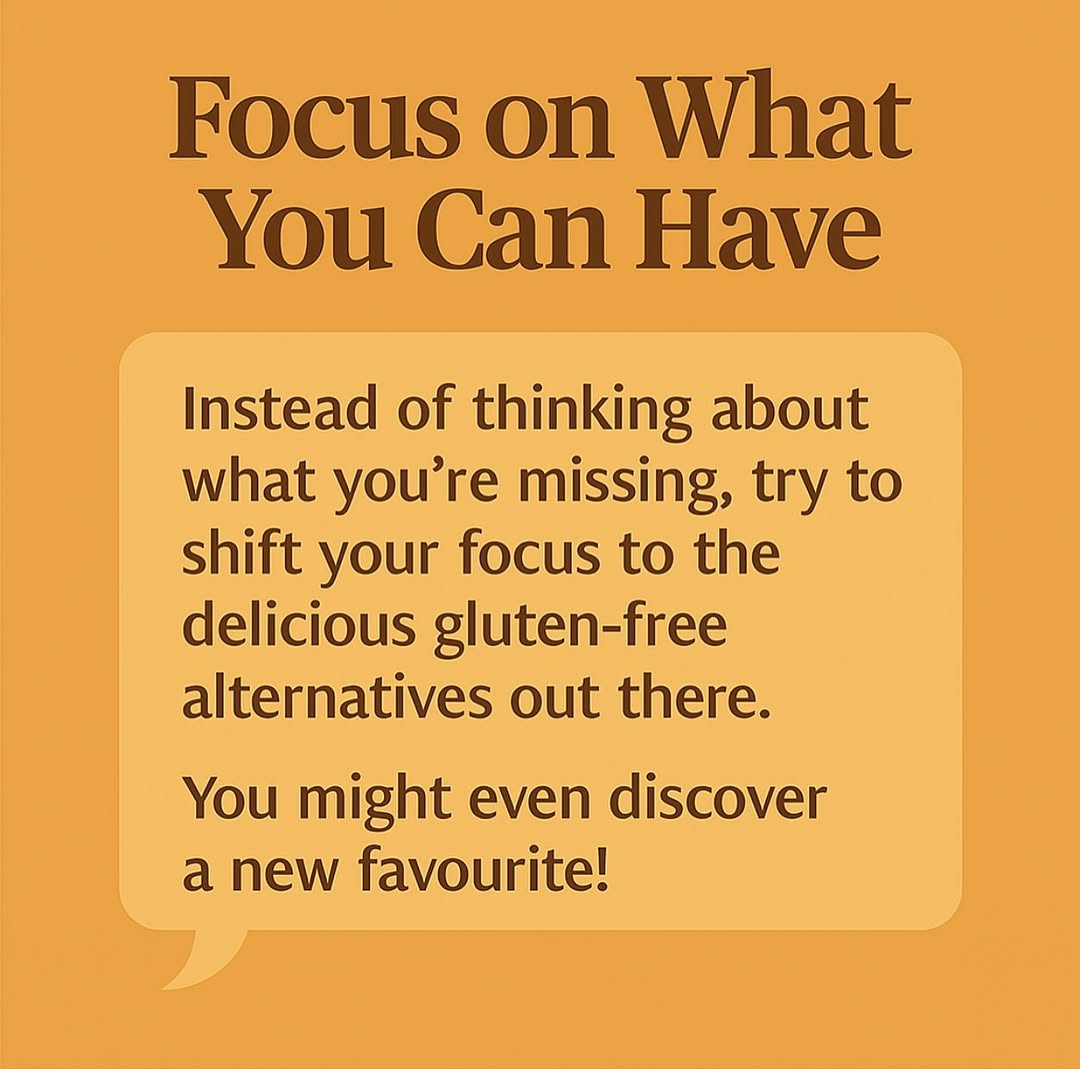 Focus on What
You Can Have
Instead of thinking about
what you’re missing, try to
shift your focus to the
delicious gluten-free
alternatives out there.
You might even discover
a new favourite!